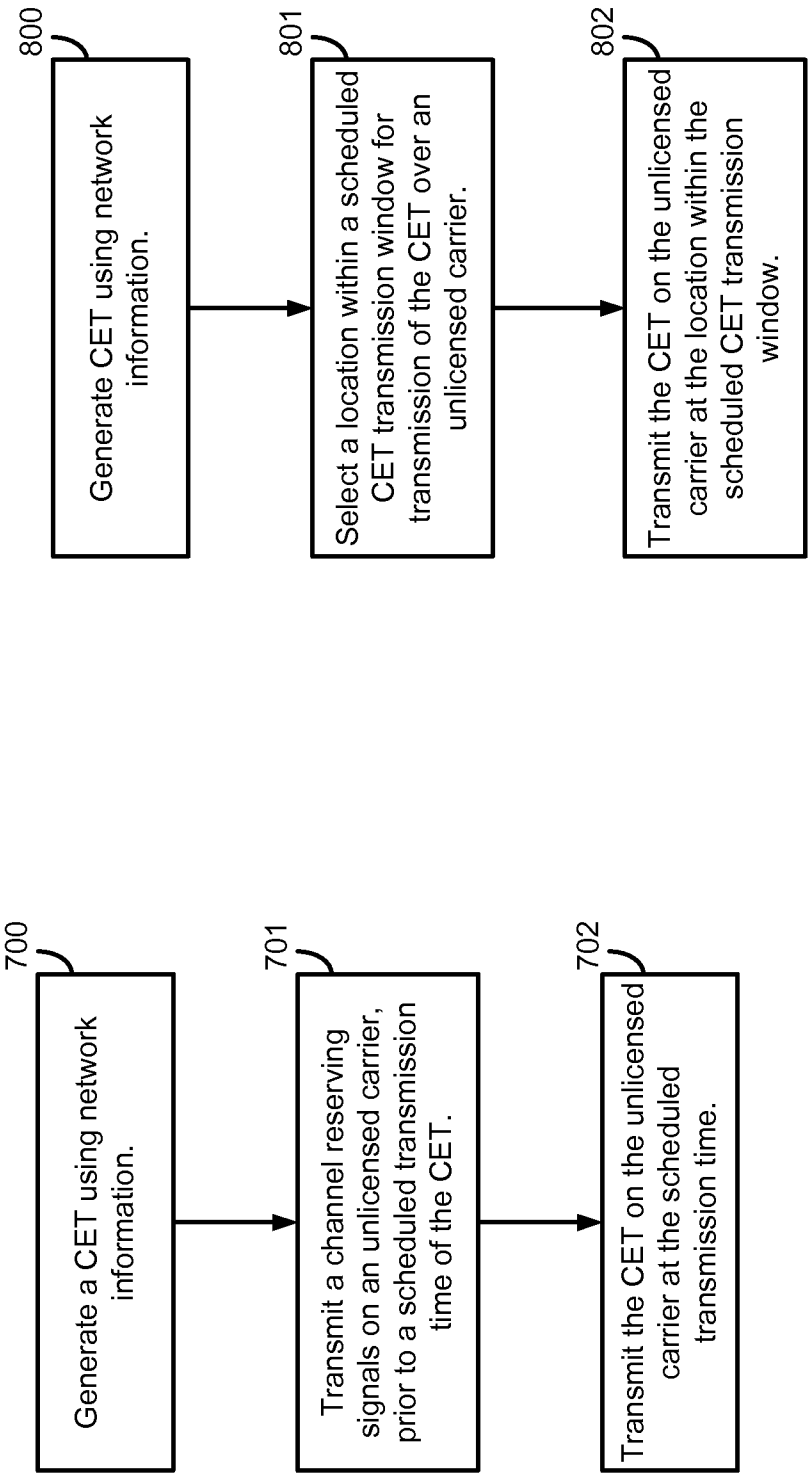 700
Generate a CET using network
information.
701
Transmit a channel reserving
signals on an unlicensed carrier,
prior to a scheduled transmission
time of the CET.
702
Transmit the CET on the unlicensed
carrier at the scheduled
transmission time.
800
Generate CET using network
information.
801
Select a location within a scheduled
CET transmission window for
transmission of the CET over an
unlicensed carrier.
802
Transmit the CET on the unlicensed
carrier at the location within the
scheduled CET transmission
window.